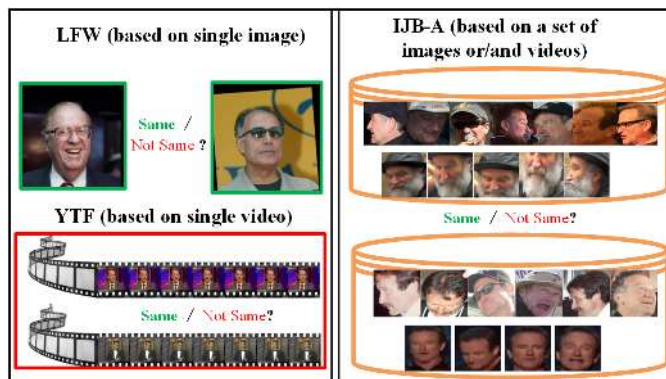 LFW (based on single image)
Same /
Not Same ?
YTF (based on single video)
Same / Not Same?
IJB-A (based on a set of
images or/and videos)
Same / Not Same?